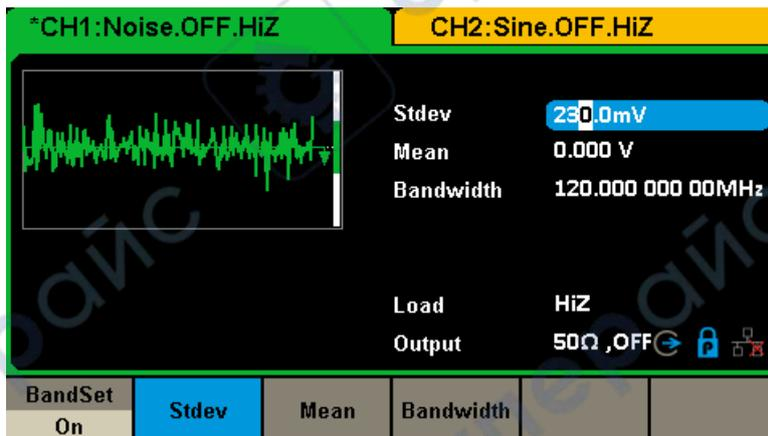 *CH1:Noise.OFF.HiZ
CH2:Sine.OFF.HiZ
Stdev 230.0mV
Mean 0.000 V
Bandwidth 120.000 000 00MHz
Load HiZ
Output 50Ω ,OFF P
BandSet On
Stdev
Mean
Bandwidth